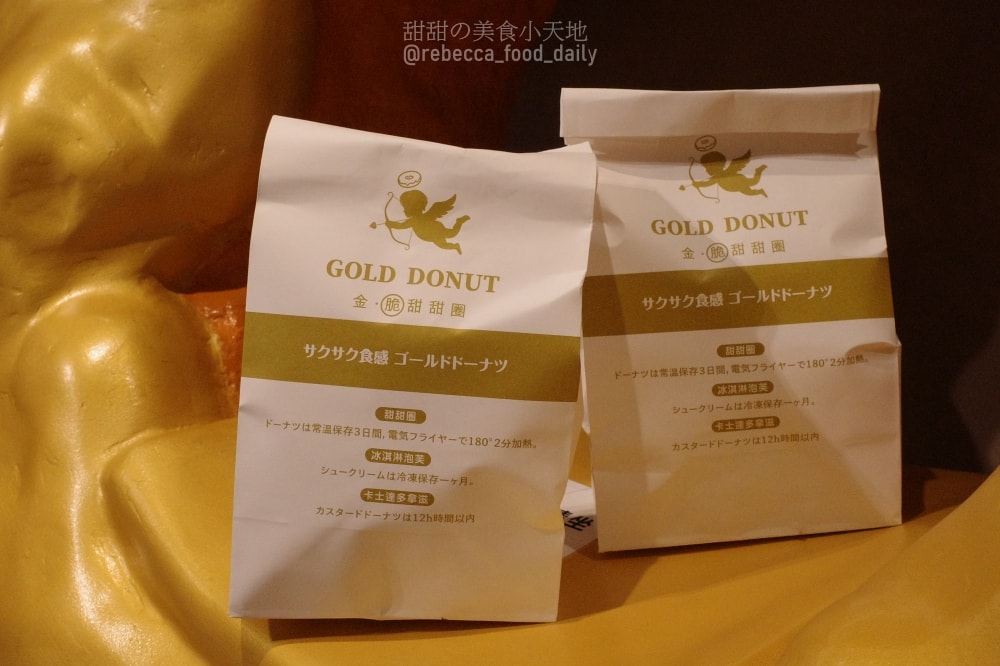 甜甜の美食小天地
@rebecca_food_daily
GOLD DONUT
金·脆甜甜圈
サクサク食感 ゴールドドーナツ
甜甜圈
ドーナツは常温保存3日間，電気フライヤーで180°2分加熱。
冰淇淋泡芙
シュークリームは冷凍保存一ヶ月。
卡士達多拿滋
カスタードドーナツは12h時間以内
GOLD DONUT
金·脆甜甜圈
サクサク食感 ゴールドドーナツ
甜甜圈
ドーナツは常温保存3日間，電気フライヤーで180°2分加熱。
冰淇淋泡芙
シュークリームは冷凍保存一ヶ月。
卡士達多拿滋
カスタードドーナツは12h時間以内